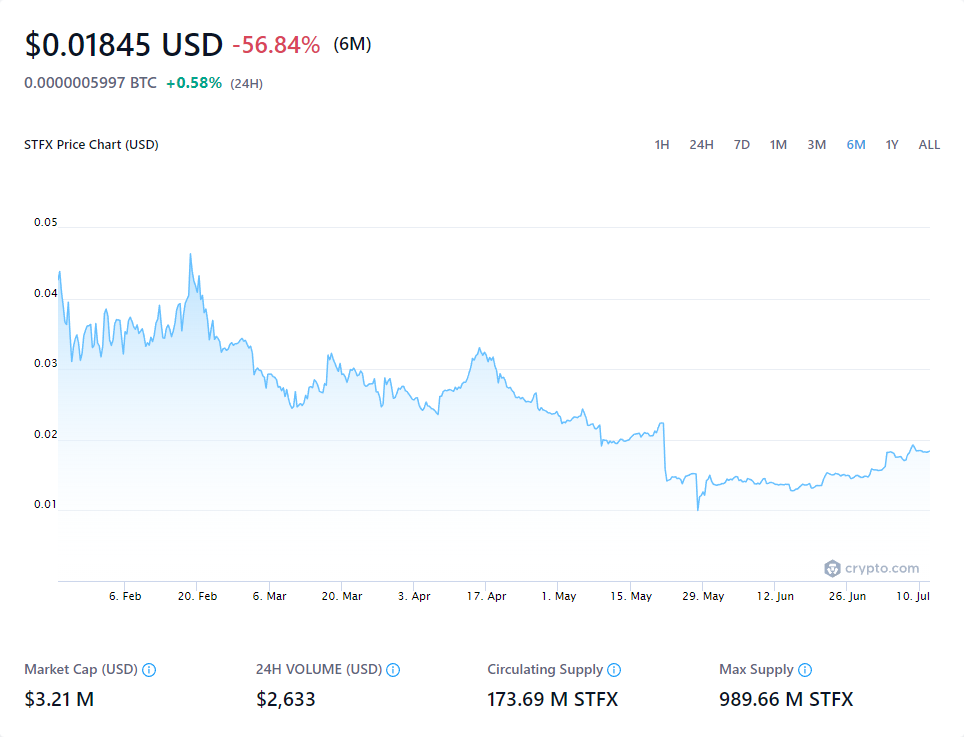 $0.01845 USD -56.84% (6M)
0.0000005997 BTC +0.58% (24H)
STFX Price Chart (USD) 1H 24H 7D 1M 3M 6M 1Y ALL
0.05
0.04
0.03
0.02
0.01
crypto.com
6. Feb 20. Feb 6. Mar 20. Mar 3. Apr 17. Apr 1. May 15. May 29. May 12. Jun 26. Jun 10. Jul
Market Cap (USD) 24H VOLUME (USD) Circulating Supply Max Supply
$3.21 M $2,633 173.69 M STFX 989.66 M STFX